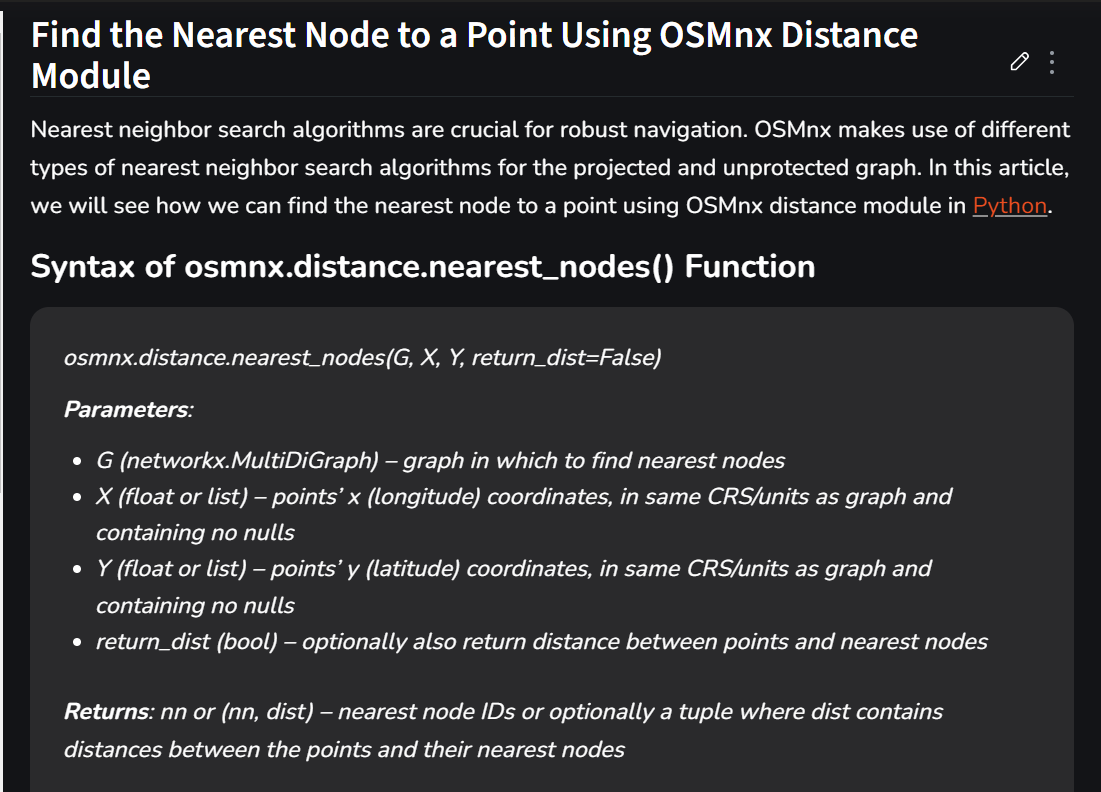 Find the Nearest Node to a Point Using OSMnx Distance
Module
Nearest neighbor search algorithms are crucial for robust navigation. OSMnx makes use of different
types of nearest neighbor search algorithms for the projected and unprotected graph. In this article,
we will see how we can find the nearest node to a point using OSMnx distance module in Python.
Syntax of osmnx.distance.nearest_nodes() Function
osmnx.distance.nearest_nodes(G, X, Y, return_dist=False)
Parameters:
• G (networkx.MultiDiGraph) – graph in which to find nearest nodes
• X (float or list) – points’ x (longitude) coordinates, in same CRS/units as graph and
containing no nulls
• Y (float or list) – points’ y (latitude) coordinates, in same CRS/units as graph and
containing no nulls
• return_dist (bool) – optionally also return distance between points and nearest nodes
Returns: nn or (nn, dist) – nearest node IDs or optionally a tuple where dist contains
distances between the points and their nearest nodes